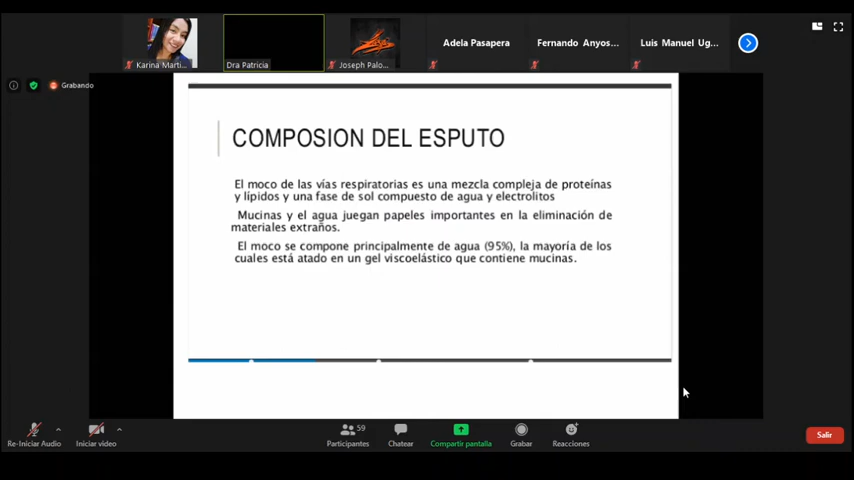 Adela Pasapera
Fernando Anyos...
Luis Manuel Ug...
Karina Marti...
Dra Patricia
Joseph Palo...
Grabando
COMPOSION DEL ESPUTO
El moco de las vías respiratorias es una mezcla compleja de proteínas
y lípidos y una fase de sol compuesto de agua y electrolitos
Mucinas y el agua juegan papeles importantes en la eliminación de
materiales extraños.
El moco se compone principalmente de agua (95%), la mayoría de los
cuales está atado en un gel viscoelástico que contiene mucinas.
59
Re-Iniciar Audio
Iniciar video
Participantes
Chatear
Compartir pantalla
Grabar
Reacciones
Salir